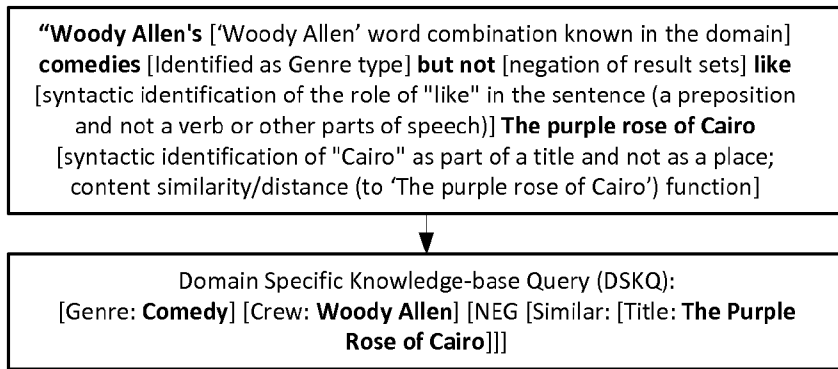 “Woody Allen's [‘Woody Allen’ word combination known in the domain]
comedies [Identified as Genre type] but not [negation of result sets] like
[syntactic identification of the role of "like" in the sentence (a preposition
and not a verb or other parts of speech)] The purple rose of Cairo
[syntactic identification of "Cairo" as part of a title and not as a place;
content similarity/distance (to ‘The purple rose of Cairo’) function]
Domain Specific Knowledge-base Query (DSKQ):
[Genre: Comedy] [Crew: Woody Allen] [NEG [Similar: [Title: The Purple
Rose of Cairo]]]